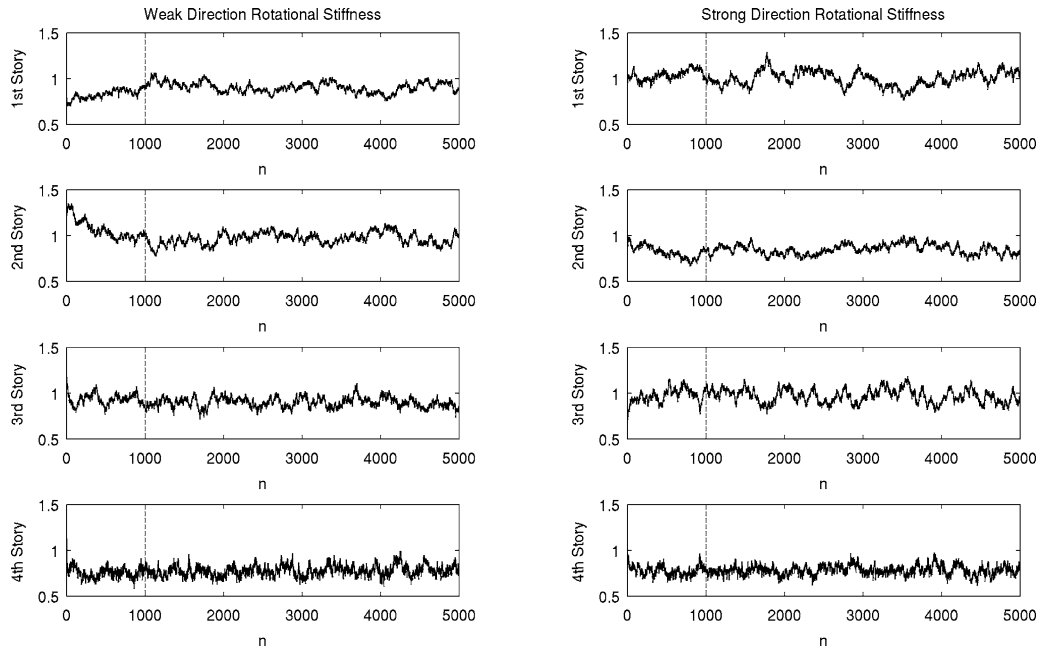 Weak Direction Rotational Stiffness
1.5
1
0.5
1st Story
0 1000 2000 3000 4000 5000
n
1.5
1
0.5
2nd Story
0 1000 2000 3000 4000 5000
n
1.5
1
0.5
3rd Story
0 1000 2000 3000 4000 5000
n
1.5
1
0.5
4th Story
0 1000 2000 3000 4000 5000
n
Strong Direction Rotational Stiffness
1.5
1
0.5
1st Story
0 1000 2000 3000 4000 5000
n
1.5
1
0.5
2nd Story
0 1000 2000 3000 4000 5000
n
1.5
1
0.5
3rd Story
0 1000 2000 3000 4000 5000
n
1.5
1
0.5
4th Story
0 1000 2000 3000 4000 5000
n